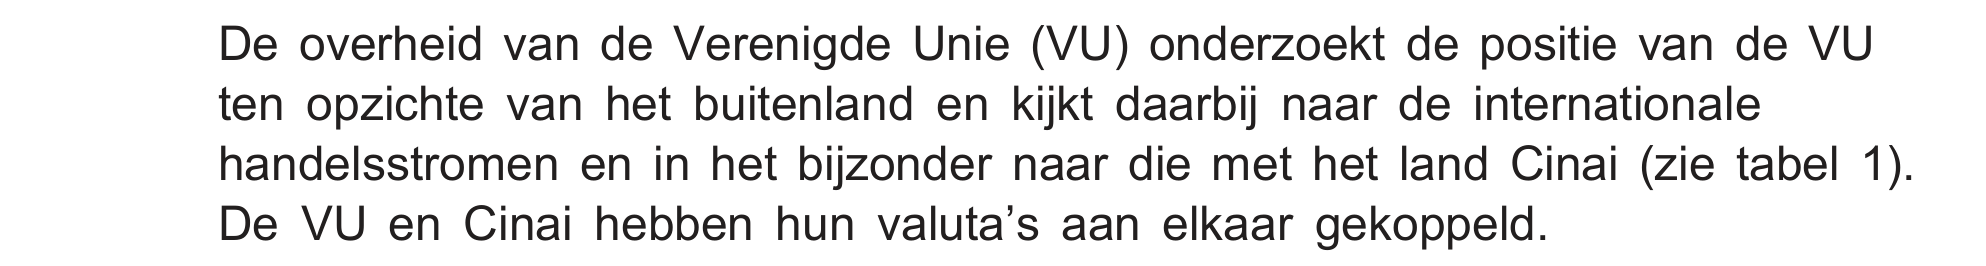 De overheid van de Verenigde Unie (VU) onderzoekt de positie van de VU
ten opzichte van het buitenland en kijkt daarbij naar de internationale
handelsstromen en in het bijzonder naar die met het land Cinai (zie tabel 1).
De VU en Cinai hebben hun valuta’s aan elkaar gekoppeld.